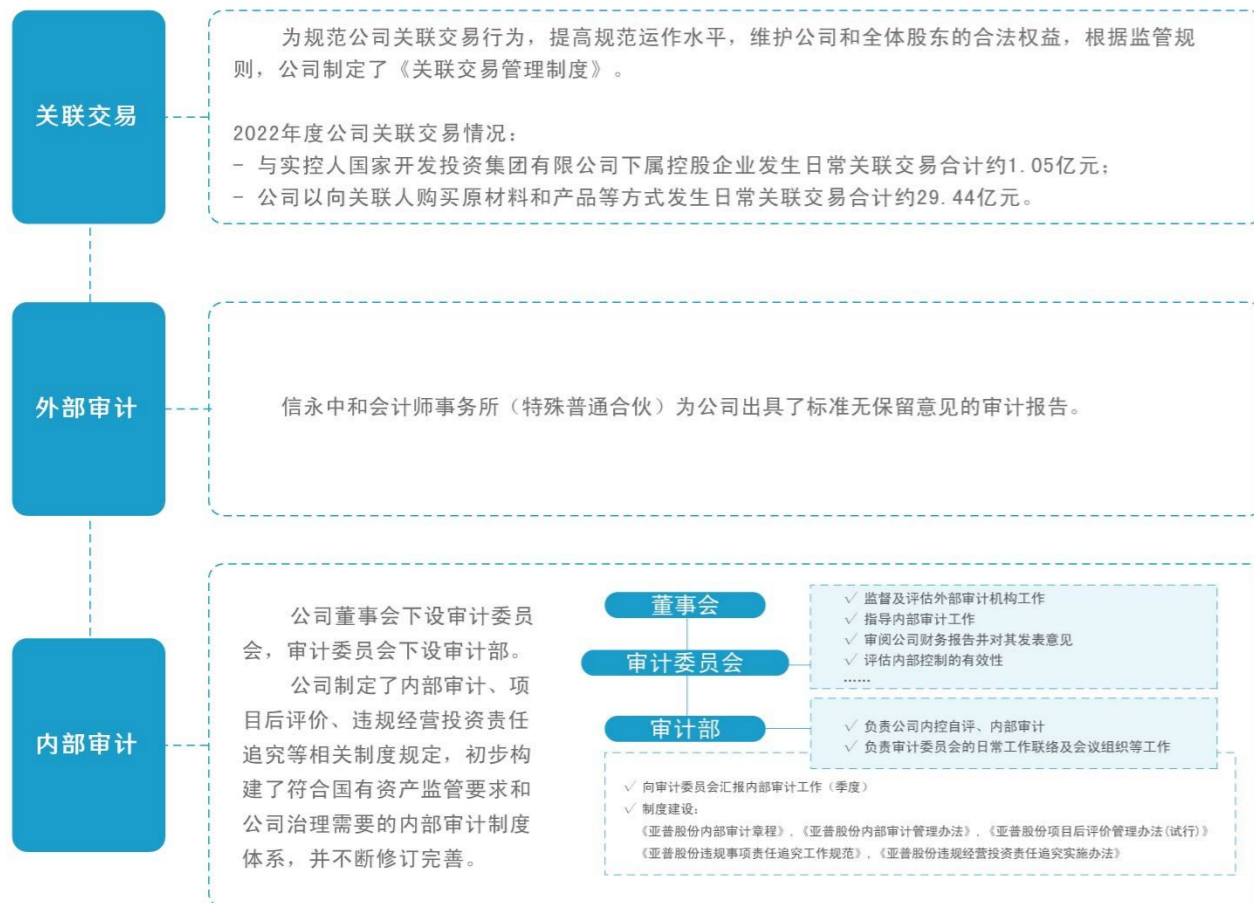 关联交易
为规范公司关联交易行为，提高规范运作水平，维护公司和全体股东的合法权益，根据监管规
则，公司制定了《关联交易管理制度》。
2022年度公司关联交易情况：
- 与实控人国家开发投资集团有限公司下属控股企业发生日常关联交易合计约1.05亿元；
- 公司以向关联人购买原材料和产品等方式发生日常关联交易合计约29.44亿元。
外部审计
信永中和会计师事务所（特殊普通合伙）为公司出具了标准无保留意见的审计报告。
内部审计
公司董事会下设审计委员
会，审计委员会下设审计部。
公司制定了内部审计、项
目后评价、违规经营投资责任
追究等相关制度规定，初步构
建了符合国有资产监管要求和
公司治理需要的内部审计制度
体系，并不断修订完善。
董事会
审计委员会
√ 监督及评估外部审计机构工作
√ 指导内部审计工作
√ 审阅公司财务报告并对其发表意见
√ 评估内部控制的有效性
......
审计部
√ 负责公司内控自评、内部审计
√ 负责审计委员会的日常工作联络及会议组织等工作
√ 向审计委员会汇报内部审计工作（季度）
√ 制度建设：
《亚普股份内部审计章程》，《亚普股份内部审计管理办法》，《亚普股份项目后评价管理办法(试行)》
《亚普股份违规事项责任追究工作规范》，《亚普股份违规经营投资责任追究实施办法》